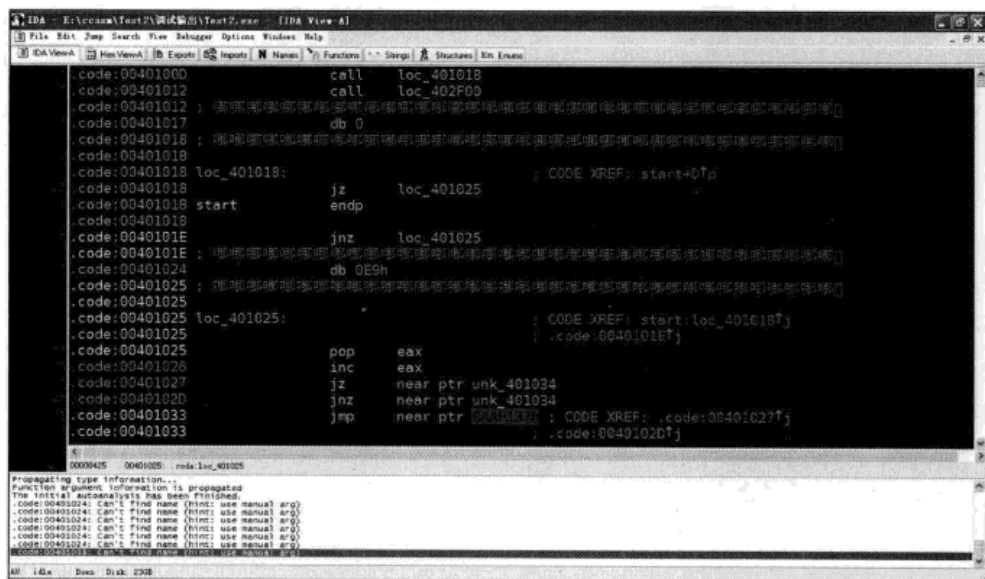 IDA - E:\ccasm\Test2\调试输出\Test2.exe - [IDA View-A]
File Edit Jump Search View Debugger Options Windows Help
IDA View-A Hex View-A Exports Imports N Names Functions Strings Structures En Enums
.code:0040100D call loc_401018
.code:00401012 call loc_402F00
.code:00401012 ;
.code:00401017 db 0
.code:00401018 ;
.code:00401018
.code:00401018 loc_401018: ; CODE XREF: start+D↑p
.code:00401018 jz loc_401025
.code:00401018 start endp
.code:00401018
.code:0040101E jnz loc_401025
.code:0040101E ;
.code:00401024 db 0E9h
.code:00401025 ;
.code:00401025
.code:00401025 loc_401025: ; CODE XREF: start:loc_401018↑j
.code:00401025 ; .code:0040101E↑j
.code:00401025 pop eax
.code:00401026 inc eax
.code:00401027 jz near ptr unk_401034
.code:0040102D jnz near ptr unk_401034
.code:00401033 jmp near ptr ; CODE XREF: .code:00401027↑j
.code:00401033 ; .code:0040102D↑j
00000425 00401025: .code:loc_401025
Propagating type information...
Function argument information is propagated
The initial autoanalysis has been finished.
.code:00401024: Can't find name (hint: use manual arg)
.code:00401024: Can't find name (hint: use manual arg)
.code:00401024: Can't find name (hint: use manual arg)
.code:00401024: Can't find name (hint: use manual arg)
.code:00401024: Can't find name (hint: use manual arg)
.code:00401024: Can't find name (hint: use manual arg)
.code:00401033: Can't find name (hint: use manual arg)
AU idle Down Disk: 23GB